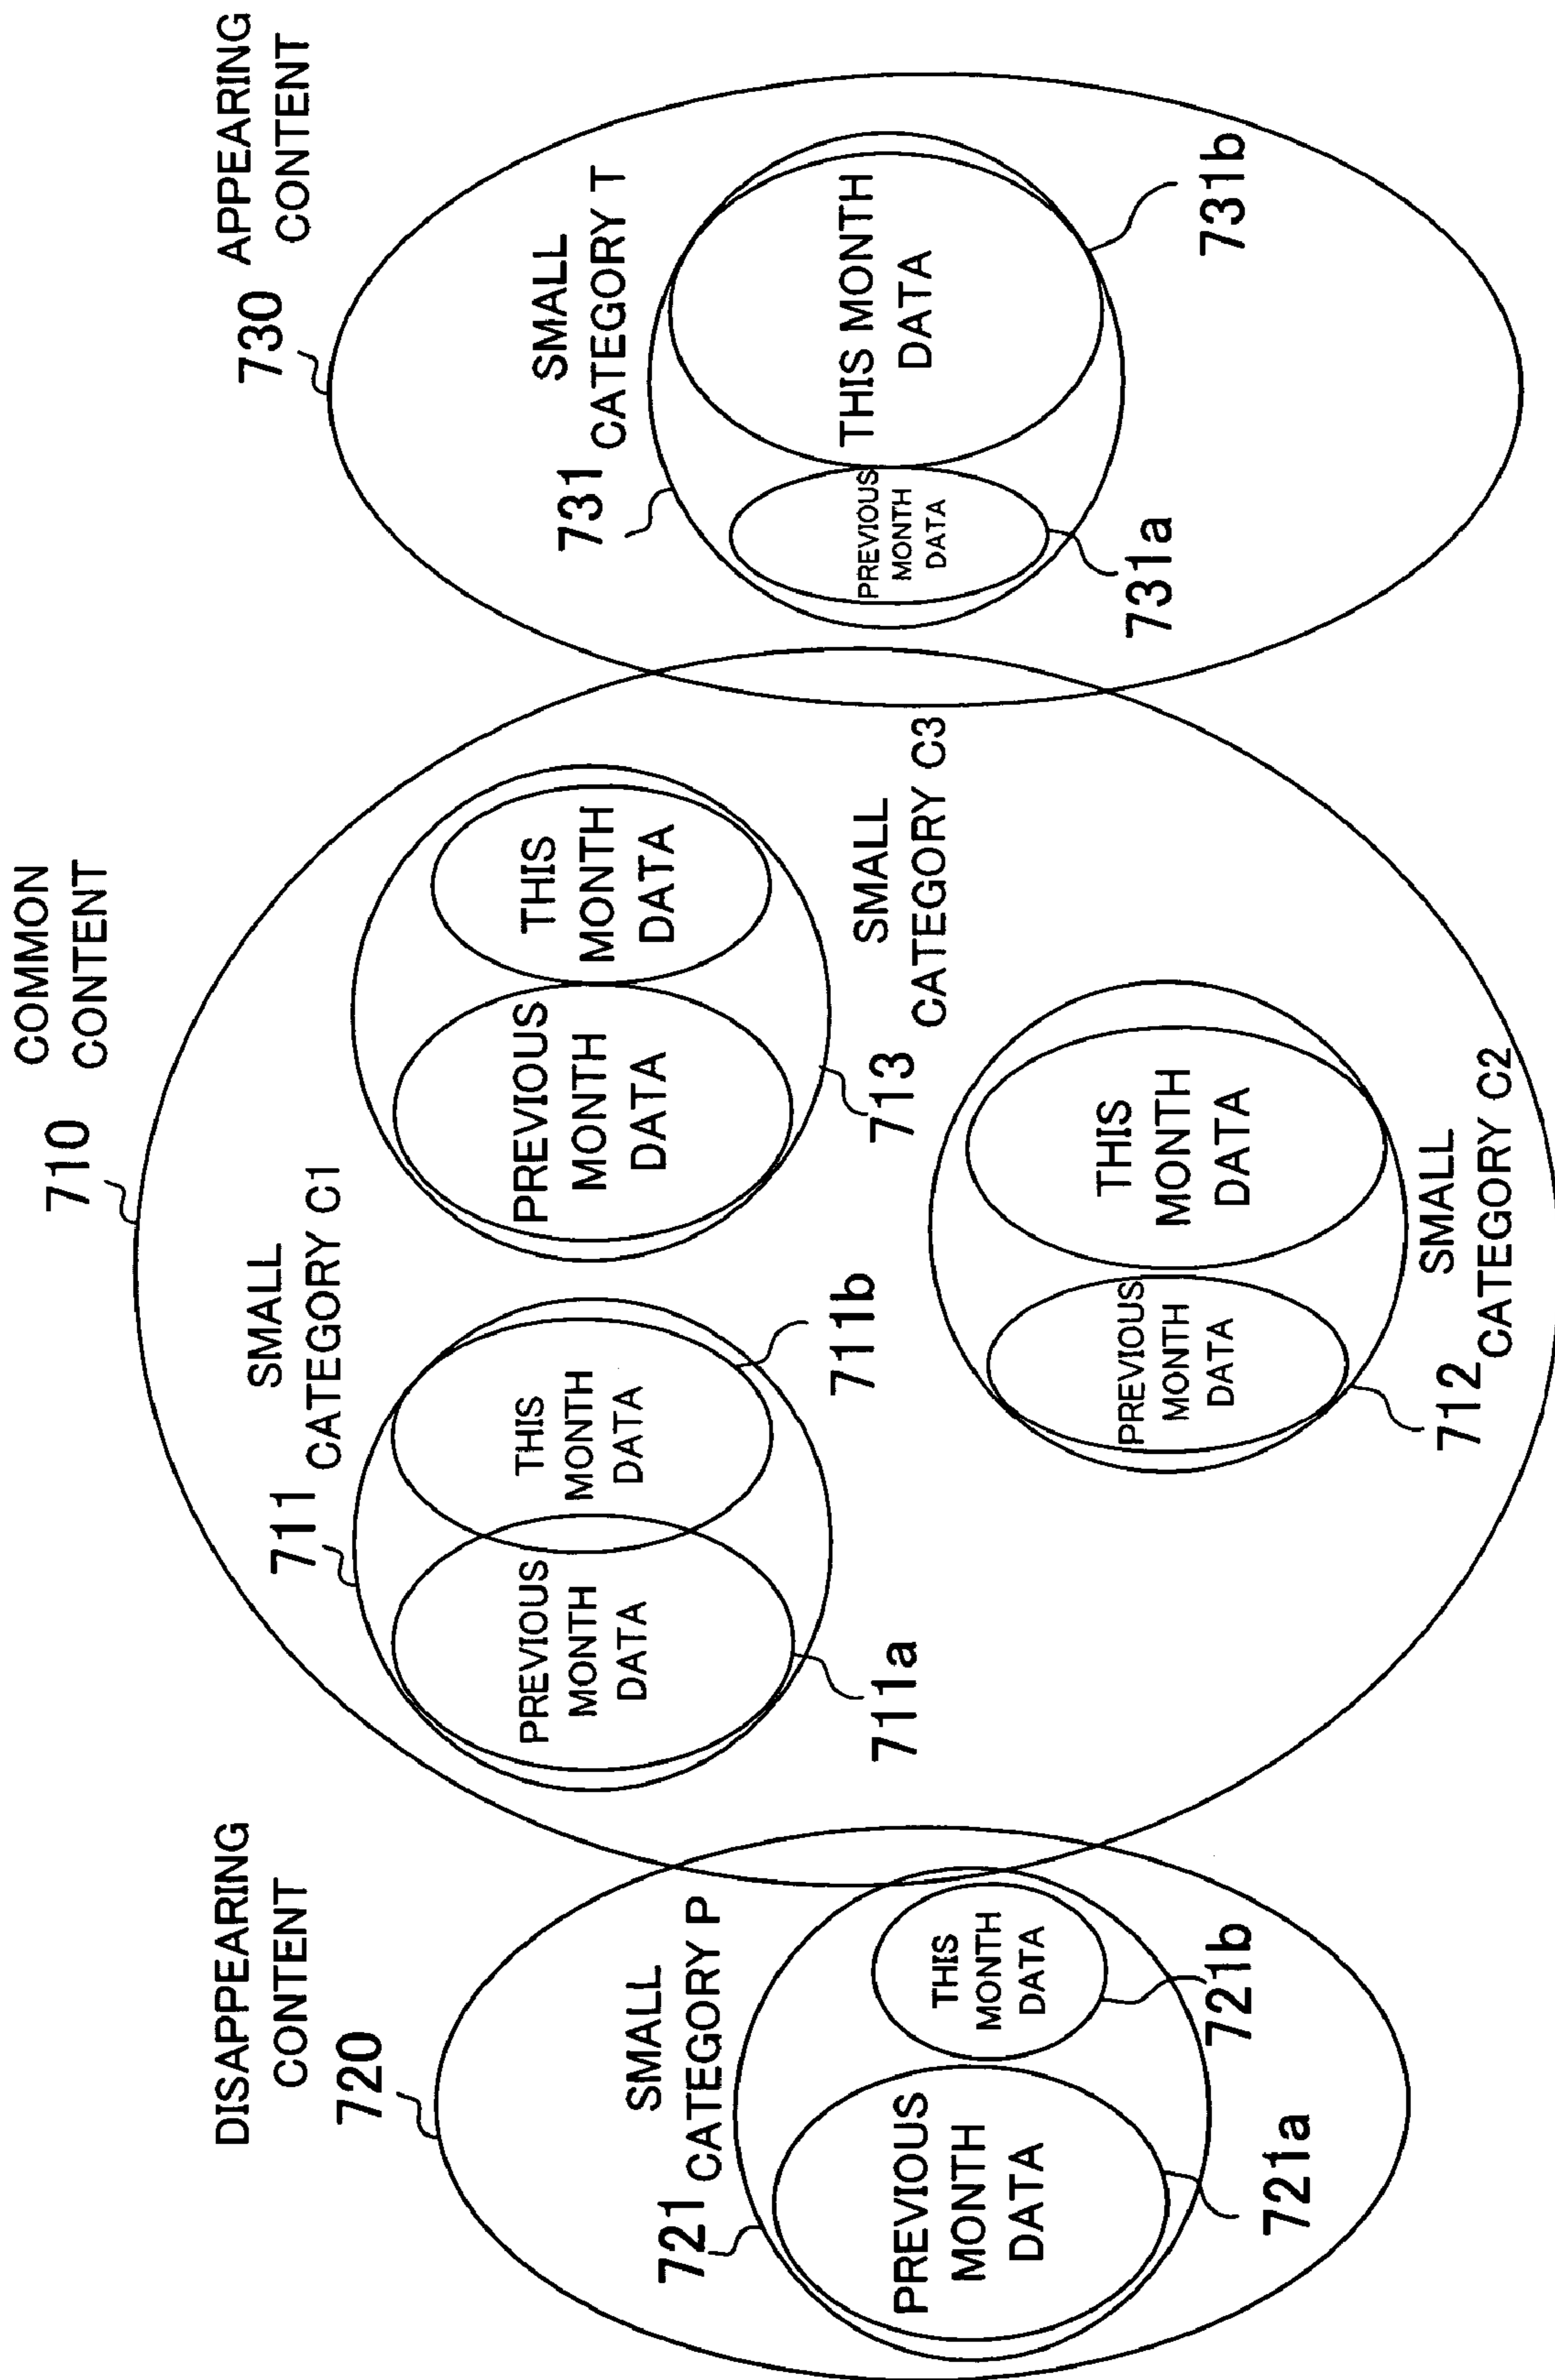 COMMON
CONTENT
710
DISAPPEARING
CONTENT
720
SMALL
CATEGORY P
721
PREVIOUS
MONTH
DATA
THIS
MONTH
DATA
721a
721b
SMALL
CATEGORY C1
711
PREVIOUS
MONTH
DATA
THIS
MONTH
DATA
711a
711b
PREVIOUS
MONTH
DATA
THIS
MONTH
DATA
713
SMALL
CATEGORY C3
PREVIOUS
MONTH
DATA
THIS
MONTH
DATA
712
SMALL
CATEGORY C2
730
APPEARING
CONTENT
SMALL
CATEGORY T
731
PREVIOUS
MONTH
DATA
THIS MONTH
DATA
731a
731b